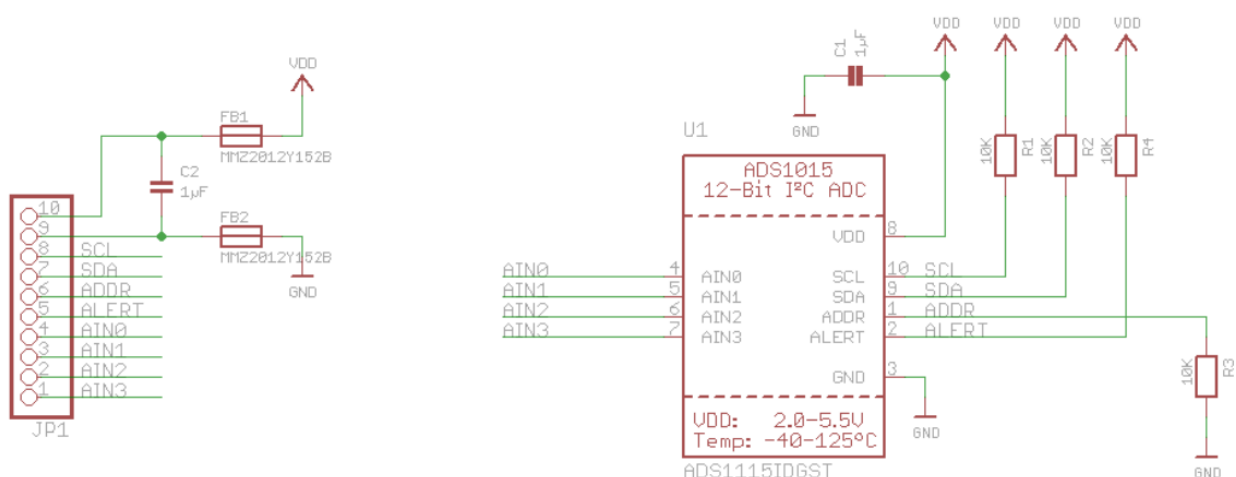 VDD
FB1
MMZ2012Y152B
C2
1µF
FB2
MMZ2012Y152B
GND
10
9
8 SCL
7 SDA
6 ADDR
5 ALERT
4 AIN0
3 AIN1
2 AIN2
1 AIN3
JP1
C1
1µF
GND
VDD
VDD
VDD
VDD
10K
R1
10K
R2
10K
R4
U1
ADS1015
12-Bit I²C ADC
VDD 8
AIN0 4 AIN0 SCL 10 SCL
AIN1 5 AIN1 SDA 9 SDA
AIN2 6 AIN2 ADDR 1 ADDR
AIN3 7 AIN3 ALERT 2 ALERT
GND 3
GND
VDD: 2.0-5.5V
Temp: -40-125°C
ADS1115IDGST
10K
R3
GND